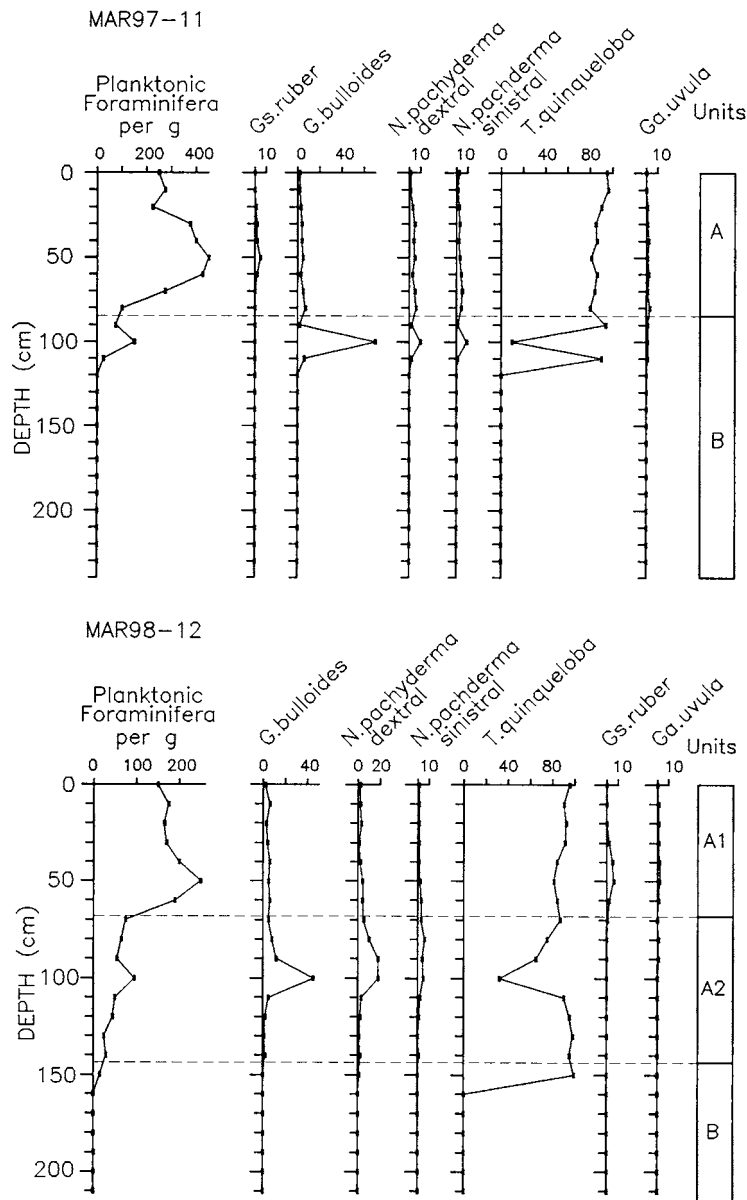 MAR97-11
Planktonic
Foraminifera
per g
Gs.ruber
G.bulloides
N.pachyderma
dextral
N.pachderma
sinistral
T.quinqueloba
Ga.uvula
Units
0 200 400
10
0 40
10
10
0 40 80
10
0
50
100
150
200
DEPTH (cm)
A
B
MAR98-12
Planktonic
Foraminifera
per g
G.bulloides
N.pachyderma
dextral
N.pachderma
sinistral
T.quinqueloba
Gs.ruber
Ga.uvula
Units
0 100 200
0 40
0 20
10
0 40 80
10
10
0
50
100
150
200
DEPTH (cm)
A1
A2
B